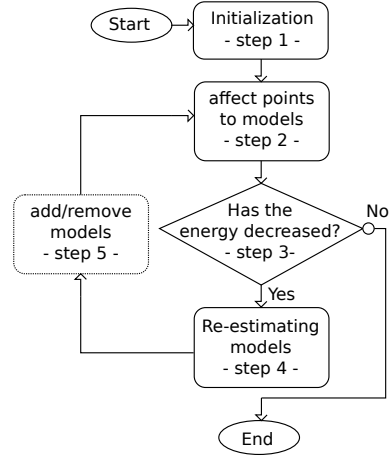 Start
Initialization
- step 1 -
affect points
to models
- step 2 -
Has the
energy decreased?
- step 3-
No
Yes
add/remove
models
- step 5 -
Re-estimating
models
- step 4 -
End